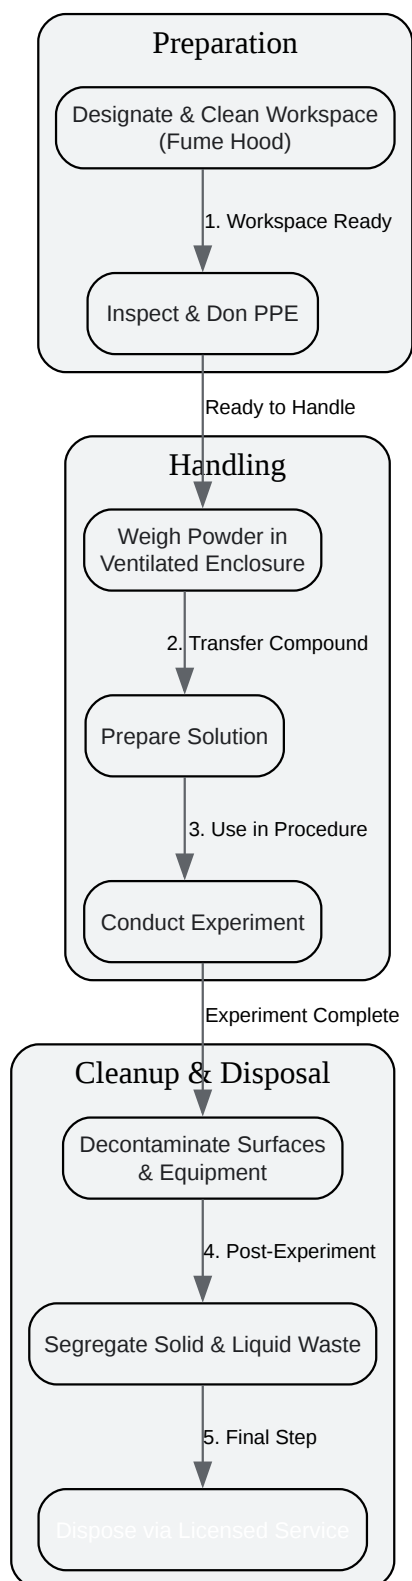 Preparation
Designate & Clean Workspace
(Fume Hood)
1. Workspace Ready
Inspect & Don PPE
Ready to Handle
Handling
Weigh Powder in
Ventilated Enclosure
2. Transfer Compound
Prepare Solution
3. Use in Procedure
Conduct Experiment
Experiment Complete
Cleanup & Disposal
Decontaminate Surfaces
& Equipment
4. Post-Experiment
Segregate Solid & Liquid Waste
5. Final Step
Dispose via Licensed Service